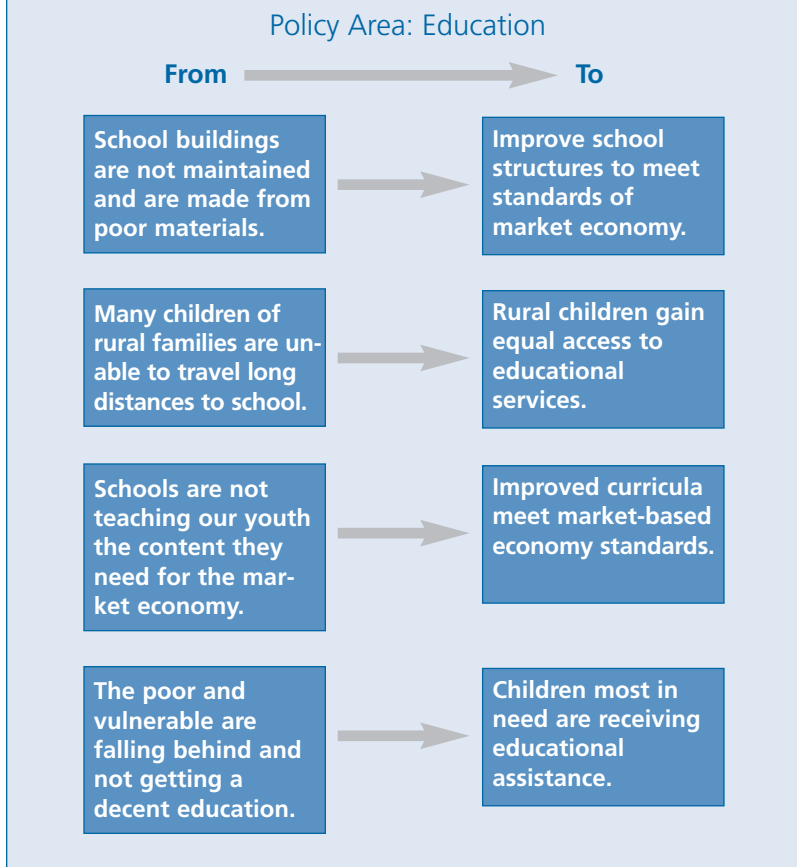 Policy Area: Education
From To
School buildings
are not maintained
and are made from
poor materials.
Improve school
structures to meet
standards of
market economy.
Many children of
rural families are un-
able to travel long
distances to school.
Rural children gain
equal access to
educational
services.
Schools are not
teaching our youth
the content they
need for the mar-
ket economy.
Improved curricula
meet market-based
economy standards.
The poor and
vulnerable are
falling behind and
not getting a
decent education.
Children most in
need are receiving
educational
assistance.